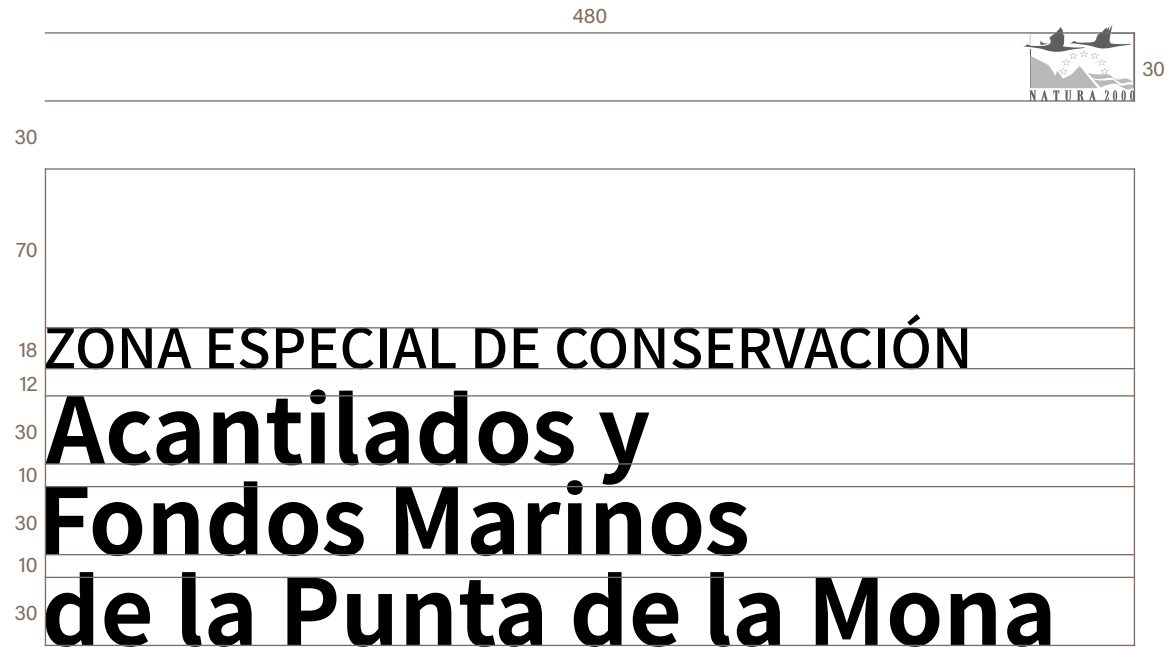 480
30
NATURA 2000
30
70
ZONA ESPECIAL DE CONSERVACIÓN
18
12
Acantilados y
30
10
Fondos Marinos
30
10
de la Punta de la Mona
30